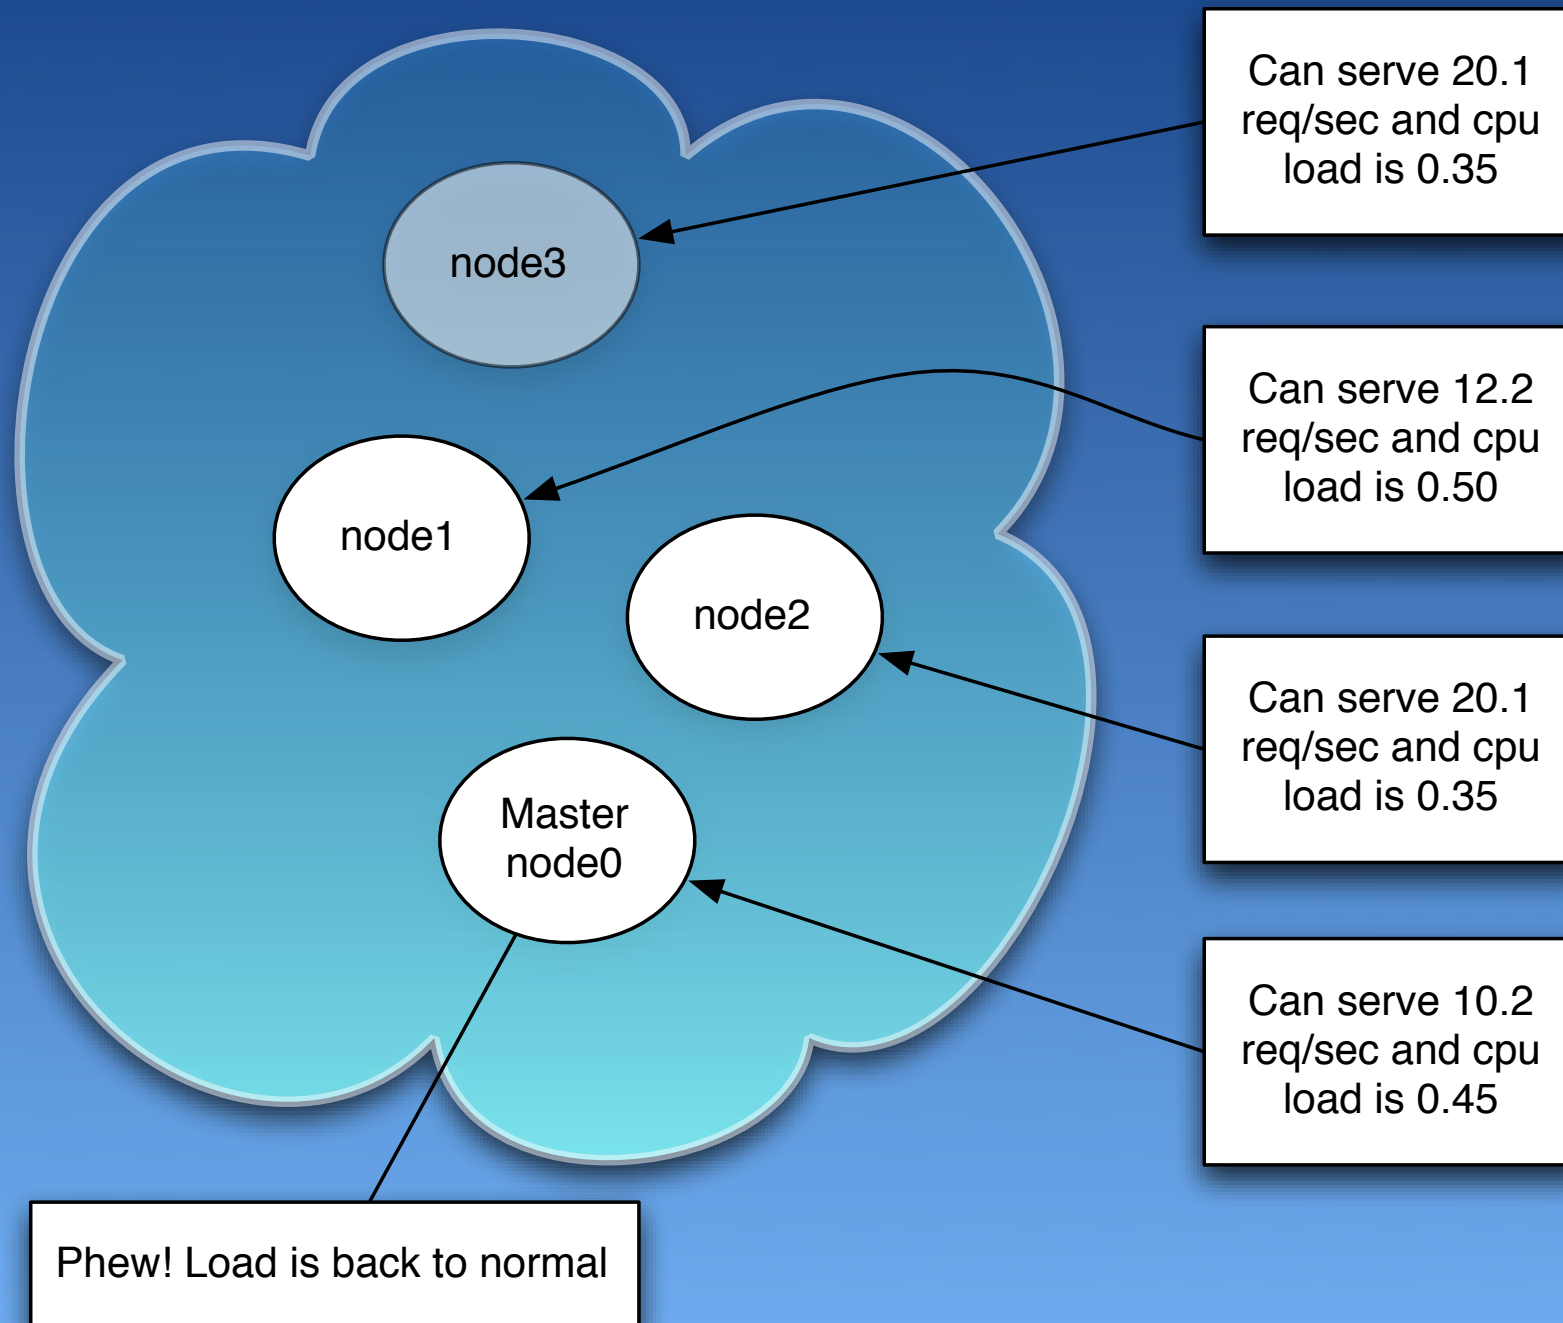 Can serve 20.1
req/sec and cpu
load is 0.35
node3
Can serve 12.2
req/sec and cpu
load is 0.50
node1
node2
Can serve 20.1
req/sec and cpu
load is 0.35
Master
node0
Can serve 10.2
req/sec and cpu
load is 0.45
Phew! Load is back to normal